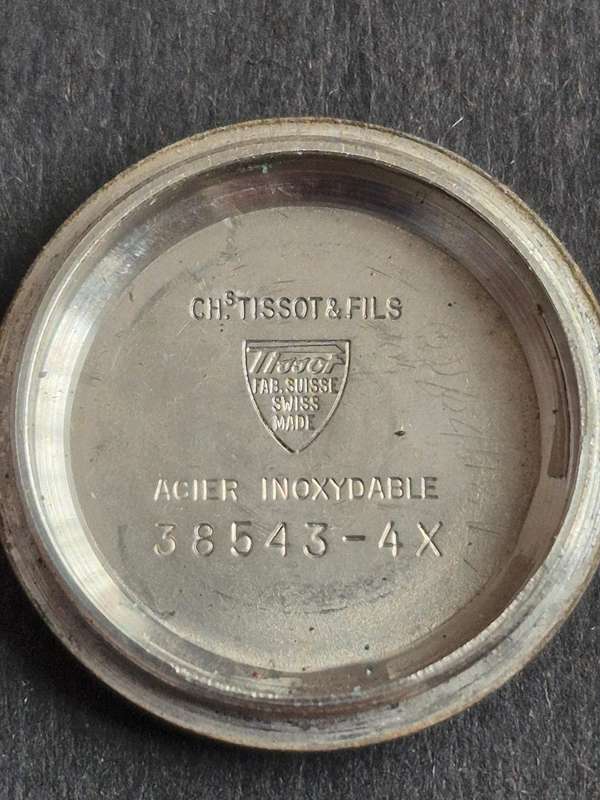 CH.ˢ TISSOT & FILS
Tissot
FAB. SUISSE
SWISS
MADE
ACIER INOXYDABLE
38543-4X